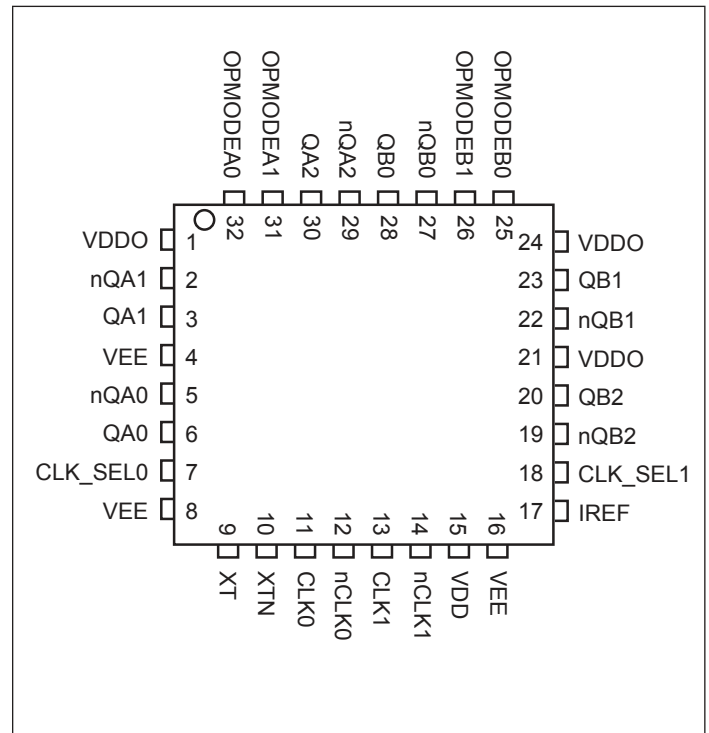 OPMODEA0
OPMODEA1
QA2
nQA2
QB0
nQB0
OPMODEB1
OPMODEB0
32
31
30
29
28
27
26
25
VDDO 1
nQA1 2
QA1 3
VEE 4
nQA0 5
QA0 6
CLK_SEL0 7
VEE 8
24 VDDO
23 QB1
22 nQB1
21 VDDO
20 QB2
19 nQB2
18 CLK_SEL1
17 IREF
9
10
11
12
13
14
15
16
XT
XTN
CLK0
nCLK0
CLK1
nCLK1
VDD
VEE